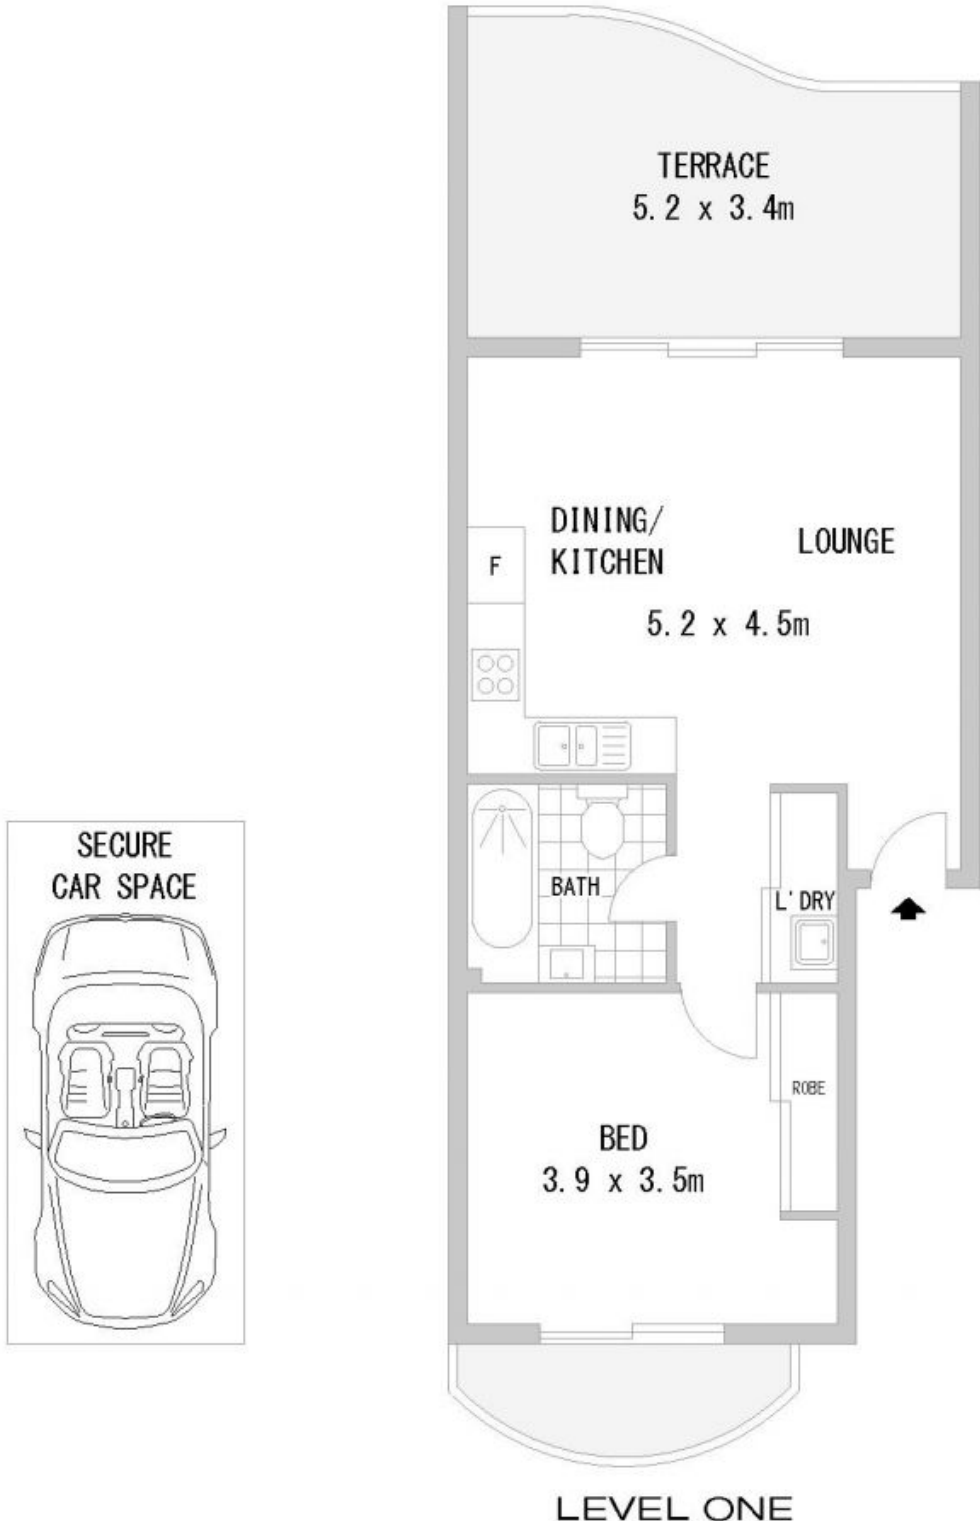 TERRACE
5.2 x 3.4m
DINING/
KITCHEN
LOUNGE
F
5.2 x 4.5m
SECURE
CAR SPACE
BATH
L'DRY
ROBE
BED
3.9 x 3.5m
LEVEL ONE